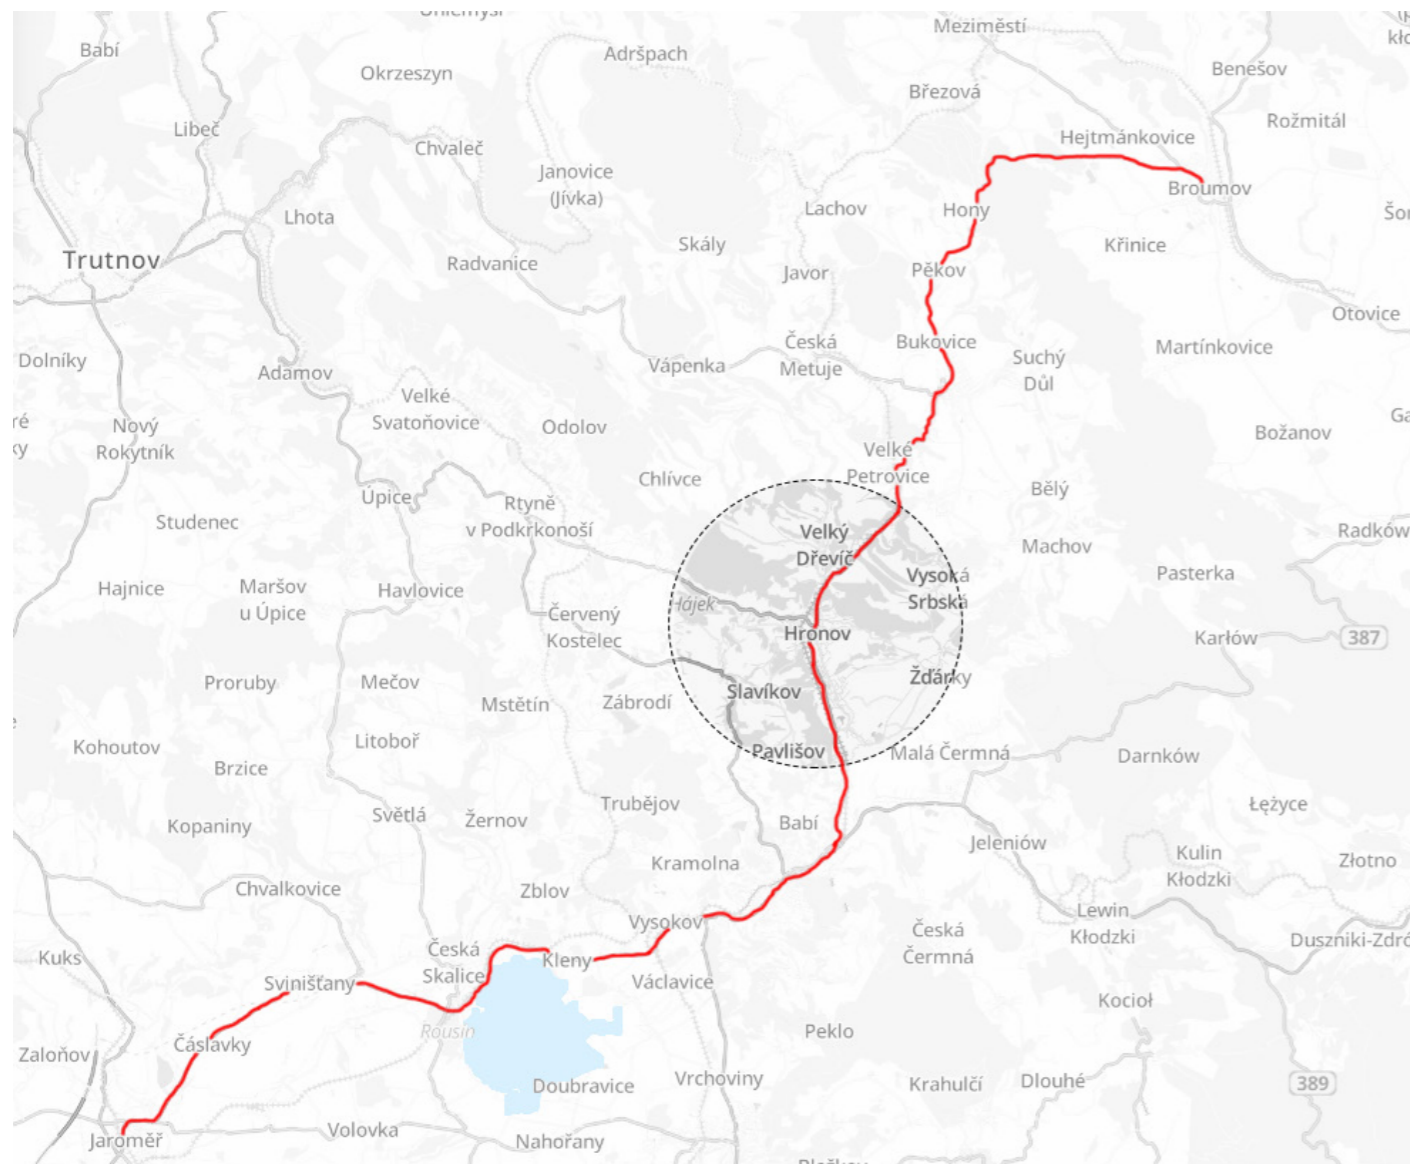 Meziměstí
Babí
Adršpach
Okrzeszyn
Benešov
Březová
Rožmitál
Libeč
Hejtmánkovice
Chvaleč
Janovice
(Jívka)
Broumov
Lachov
Hony
Lhota
Skály
Křinice
Trutnov
Radvanice
Javor
Pěkov
Otovice
Česká
Metuje
Bukovice
Martínkovice
Dolníky
Vápenka
Suchý
Důl
Adamov
Velké
Svatoňovice
Odolov
Nový
Rokytník
Božanov
Velké
Petrovice
Chlívce
Bělý
Úpice
Rtyně
v Podkrkonoší
Studenec
Velký
Dřevíč
Machov
Radków
Hajnice
Maršov
u Úpice
Havlovice
Vysoká
Srbská
Pasterka
Hájek
Červený
Kostelec
Hronov
Karłów
387
Proruby
Mečov
Mstětín
Zábrodí
Slavíkov
Žďárky
Kohoutov
Litoboř
Brzice
Pavlišov
Malá Čermná
Darnków
Kopaniny
Světlá
Žernov
Trubějov
Babí
Łężyce
Jeleniów
Kulin
Kłodzki
Złotno
Kramolna
Chvalkovice
Zblov
Vysokov
Lewin
Kłodzki
Česká
Čermná
Duszniki-Zdró
Kuks
Česká
Skalice
Kleny
Svinišťany
Václavice
Kocioł
Rousín
Peklo
Zaloňov
Čáslavky
Doubravice
Vrchoviny
Krahulčí
Dlouhé
389
Jaroměř
Volovka
Nahořany